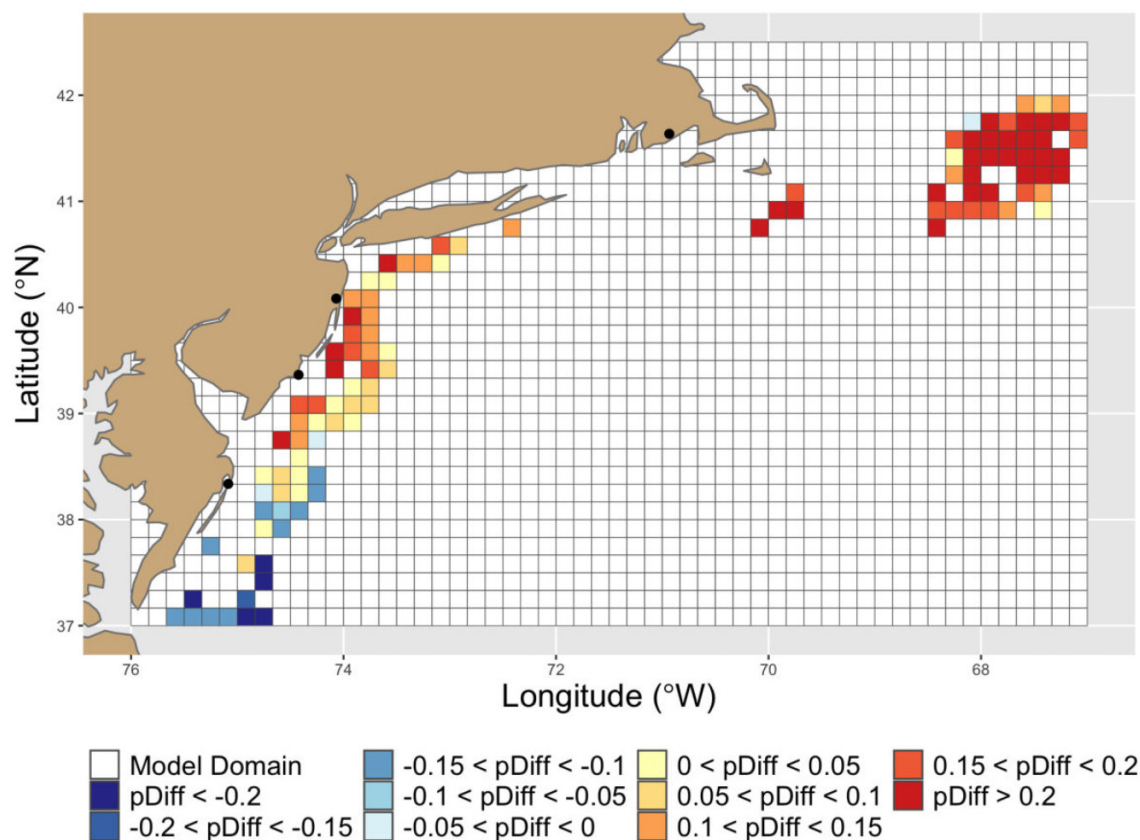 42
41
40
39
38
37
Latitude (°N)
76
74
72
70
68
Longitude (°W)
Model Domain
pDiff < -0.2
-0.2 < pDiff < -0.15
-0.15 < pDiff < -0.1
-0.1 < pDiff < -0.05
-0.05 < pDiff < 0
0 < pDiff < 0.05
0.05 < pDiff < 0.1
0.1 < pDiff < 0.15
0.15 < pDiff < 0.2
pDiff > 0.2